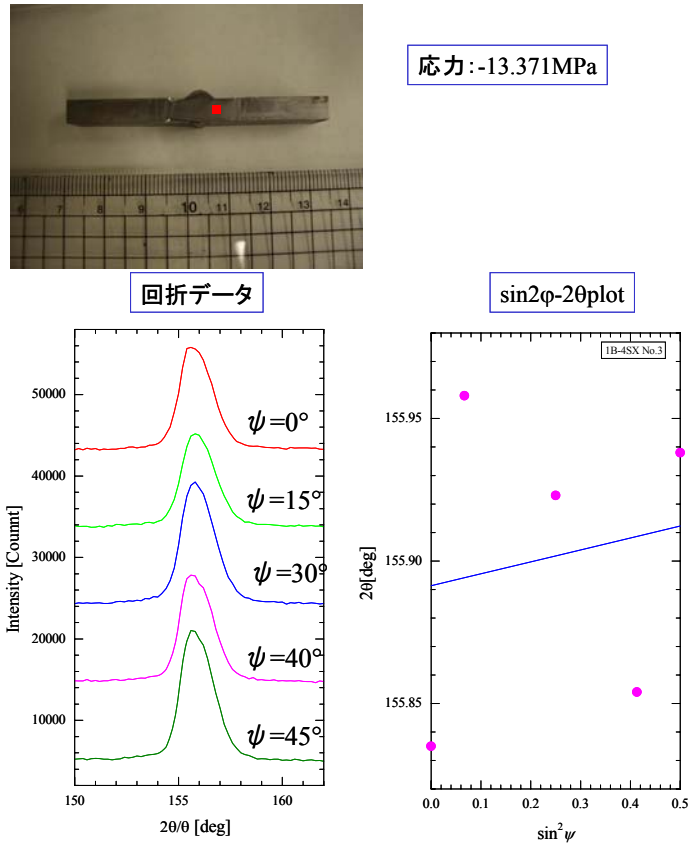 応力:-13.371MPa
6 7 8 9 10 11 12 13 14
回折データ
sin2φ-2θplot
50000
40000
30000
20000
10000
Intensity [Counnt]
ψ=0°
ψ=15°
ψ=30°
ψ=40°
ψ=45°
150 155 160
2θ/θ [deg]
1B-4SX No.3
155.95
155.90
155.85
2θ[deg]
0.0 0.1 0.2 0.3 0.4 0.5
sin²ψ